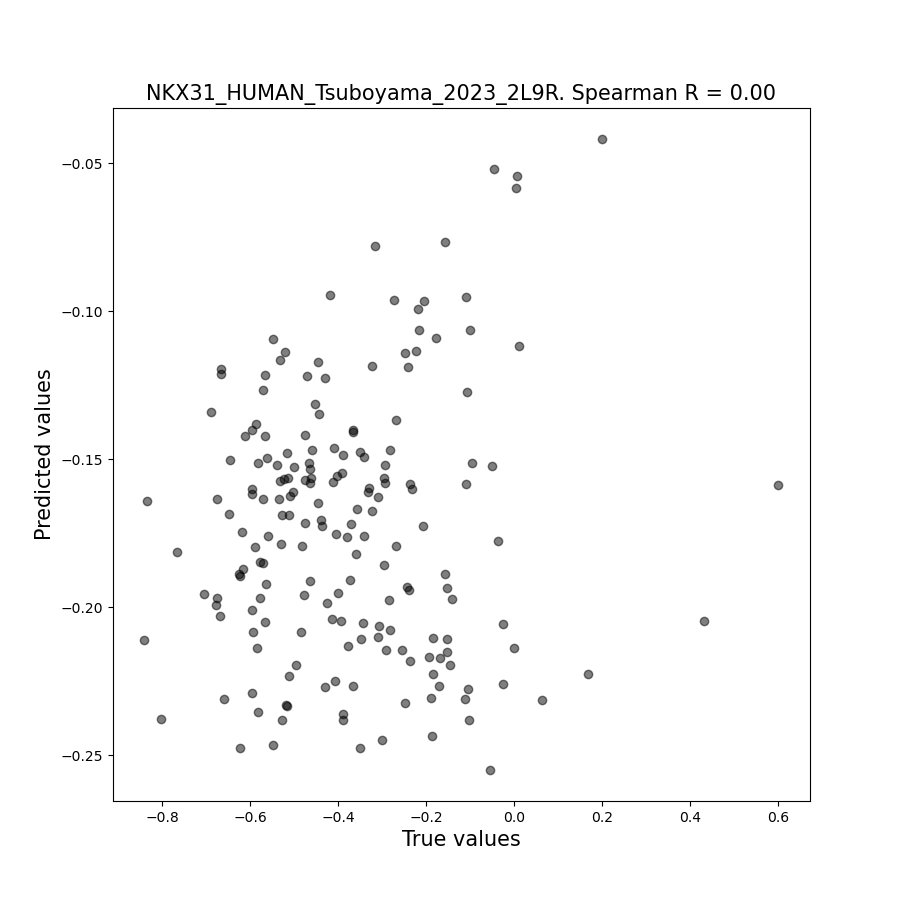 NKX31_HUMAN_Tsuboyama_2023_2L9R. Spearman R = 0.00
−0.05
−0.10
−0.15
−0.20
−0.25
Predicted values
−0.8 −0.6 −0.4 −0.2 0.0 0.2 0.4 0.6
True values